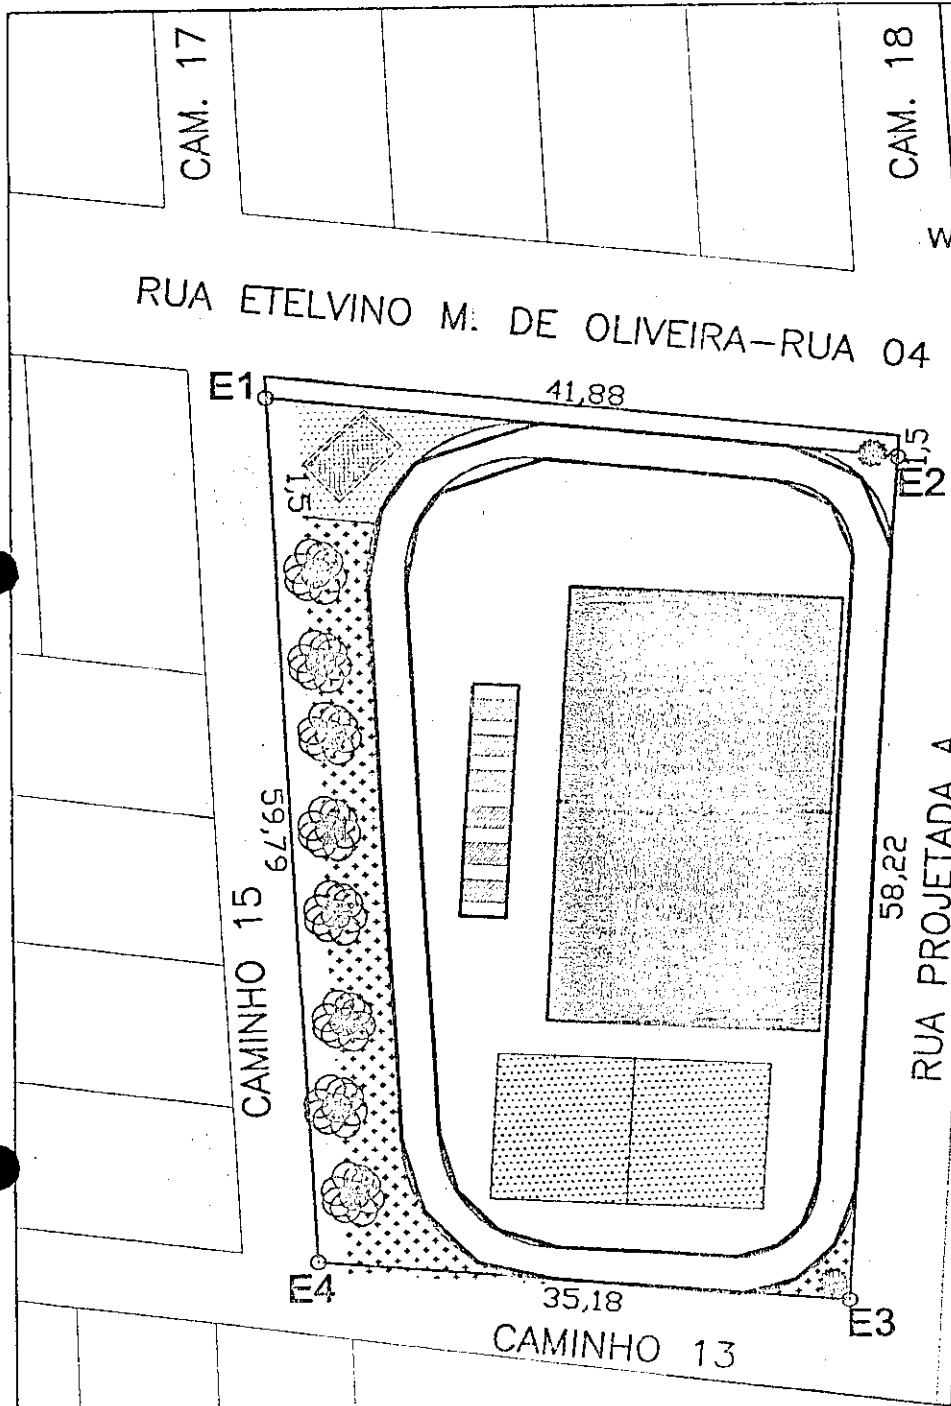 CAM. 17
CAM. 18
W
RUA ETELVINO M. DE OLIVEIRA-RUA 04
E1
41,88
1,5
E2
1,5
59,79
CAMINHO 15
58,22
RUA PROJETADA A
E4
35,18
E3
CAMINHO 13